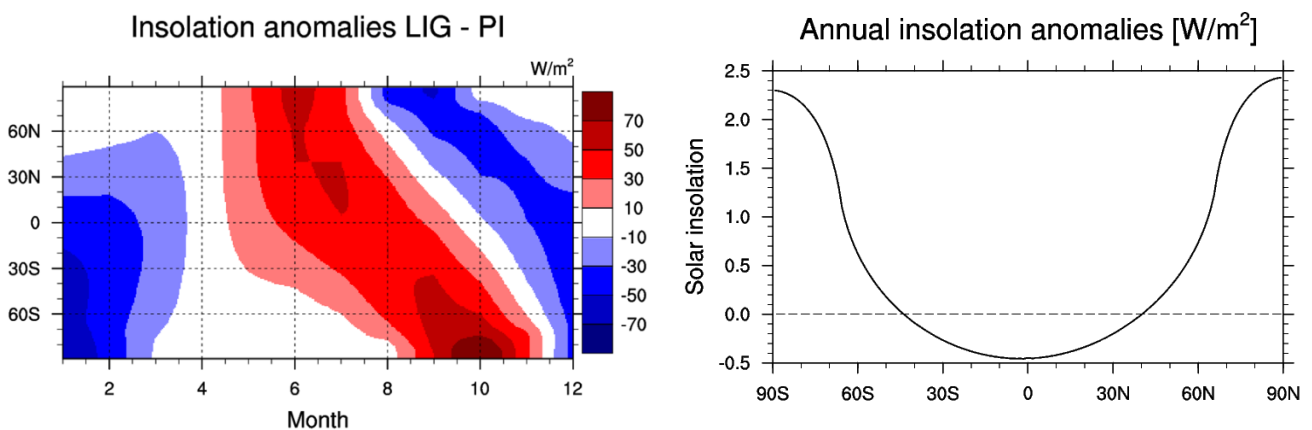 Insolation anomalies LIG - PI
W/m²
60N
30N
0
30S
60S
70
50
30
10
-10
-30
-50
-70
2
4
6
8
10
12
Month
Annual insolation anomalies [W/m²]
Solar insolation
2.5
2.0
1.5
1.0
0.5
0.0
-0.5
90S
60S
30S
0
30N
60N
90N